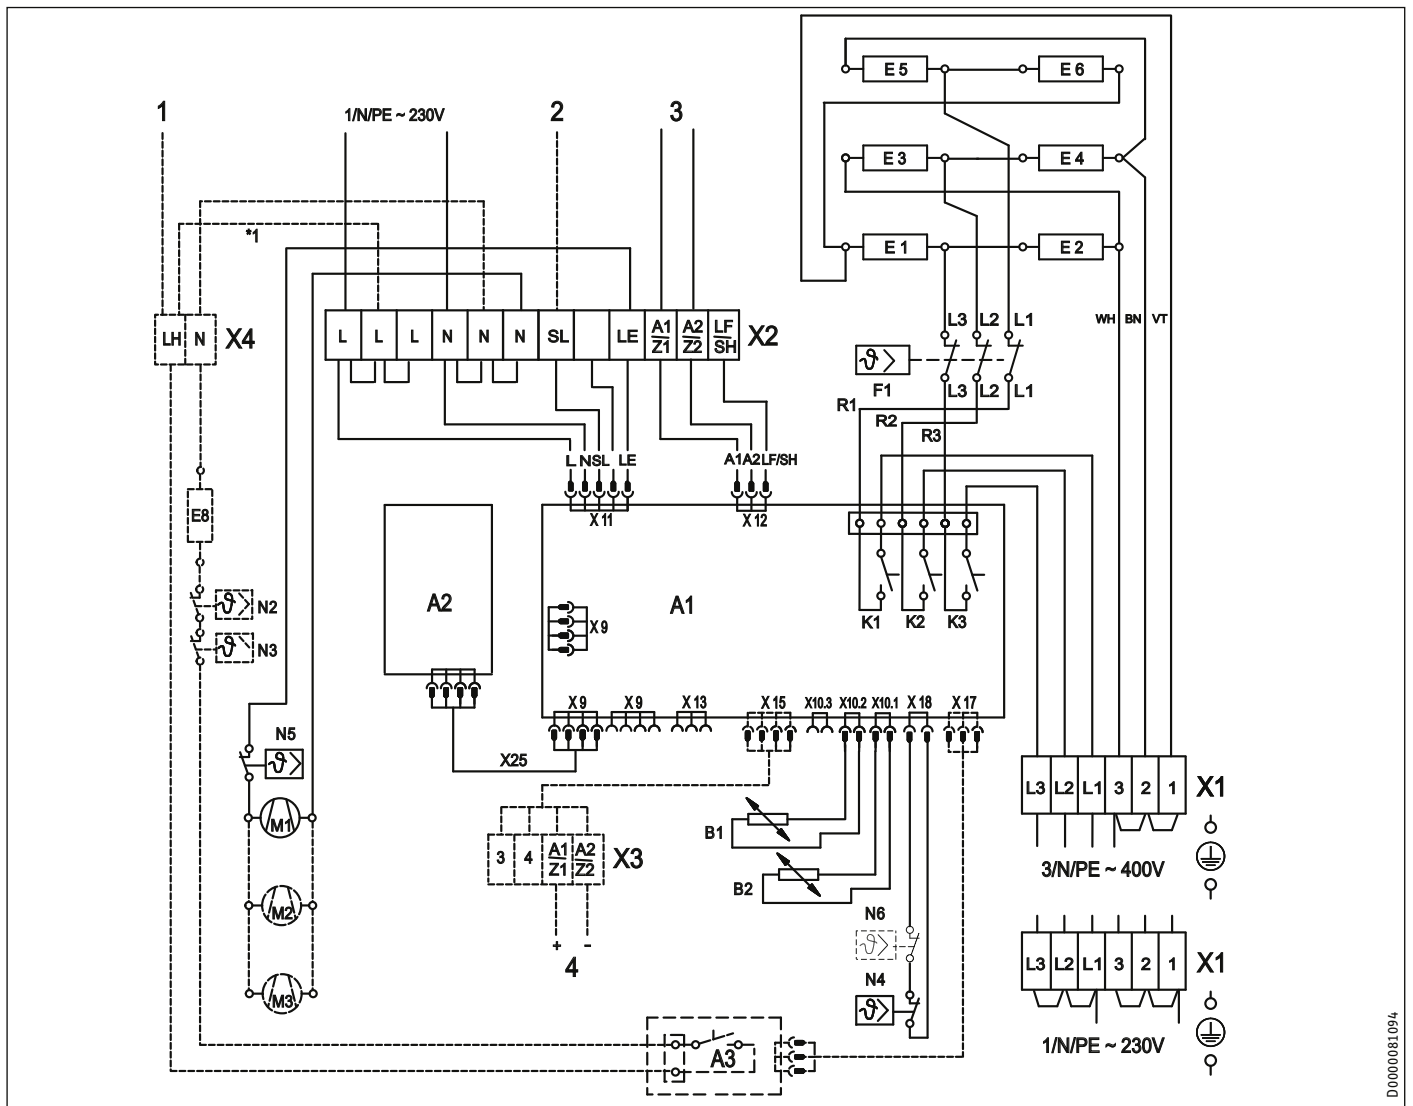 E 5
E 6
1
1/N/PE ~ 230V
2
3
E 3
E 4
*1
E 1
E 2
WH
BN
VT
L3
L2
L1
LH
N
X4
L
L
L
N
N
N
SL
LE
A1
Z1
A2
Z2
LF
SH
X2
F1
L3
L2
L1
R1
R2
R3
L
N
SL
LE
A1
A2
LF/SH
X 11
X 12
E8
A2
A1
N2
N3
X 9
K1
K2
K3
X 9
X 9
X 13
X 15
X10.3
X10.2
X10.1
X 18
X 17
N5
ϑ
X25
L3
L2
L1
3
2
1
X1
M1
B1
3
4
A1
Z1
A2
Z2
X3
3/N/PE ~ 400V
B2
M2
N6
+
-
4
L3
L2
L1
3
2
1
X1
N4
M3
1/N/PE ~ 230V
A3
D0000081094